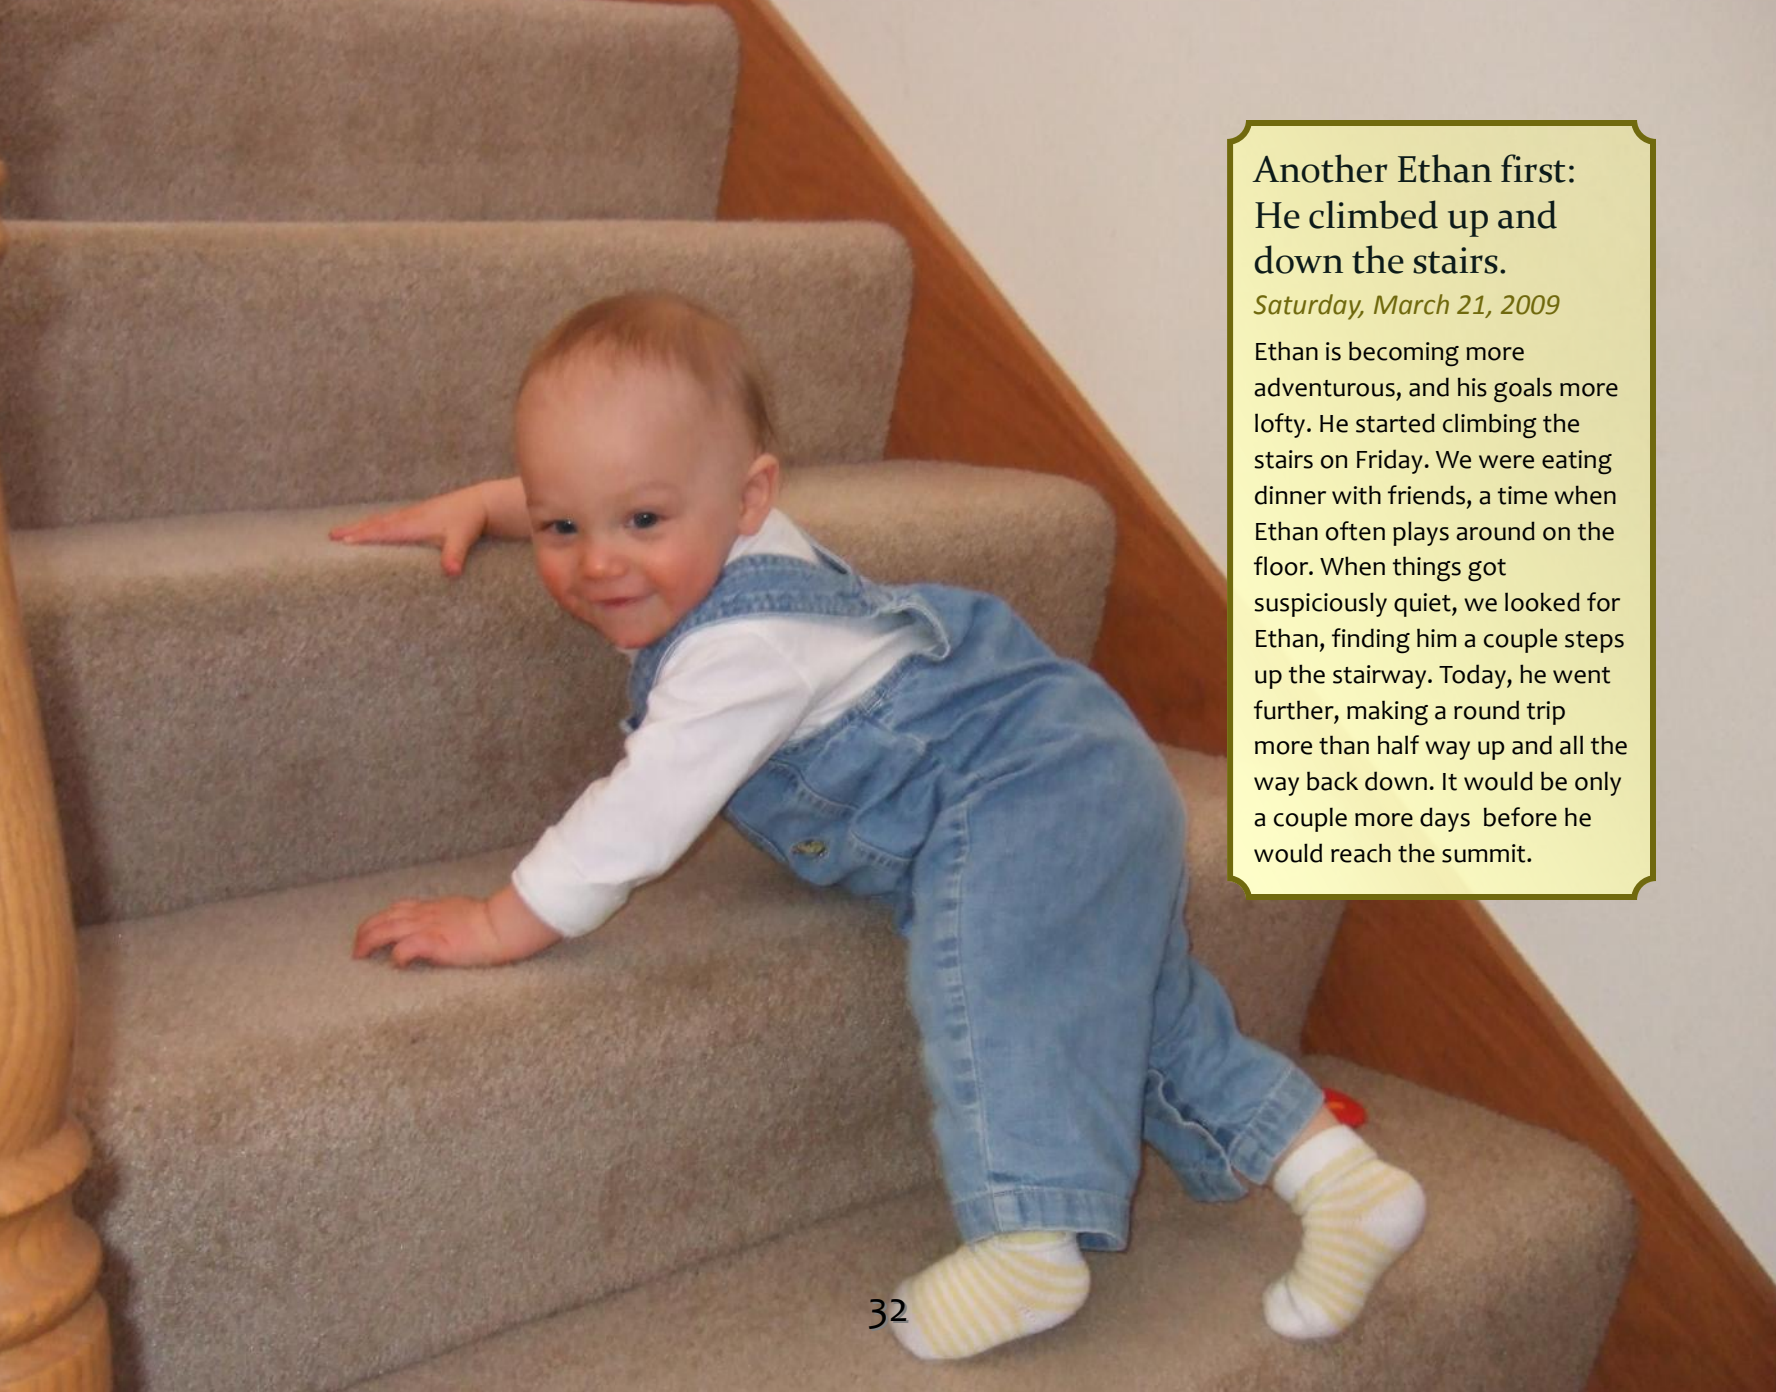 Another Ethan first:
He climbed up and
down the stairs.
Saturday, March 21, 2009
Ethan is becoming more
adventurous, and his goals more
lofty. He started climbing the
stairs on Friday. We were eating
dinner with friends, a time when
Ethan often plays around on the
floor. When things got
suspiciously quiet, we looked for
Ethan, finding him a couple steps
up the stairway. Today, he went
further, making a round trip
more than half way up and all the
way back down. It would be only
a couple more days  before he
would reach the summit.
32